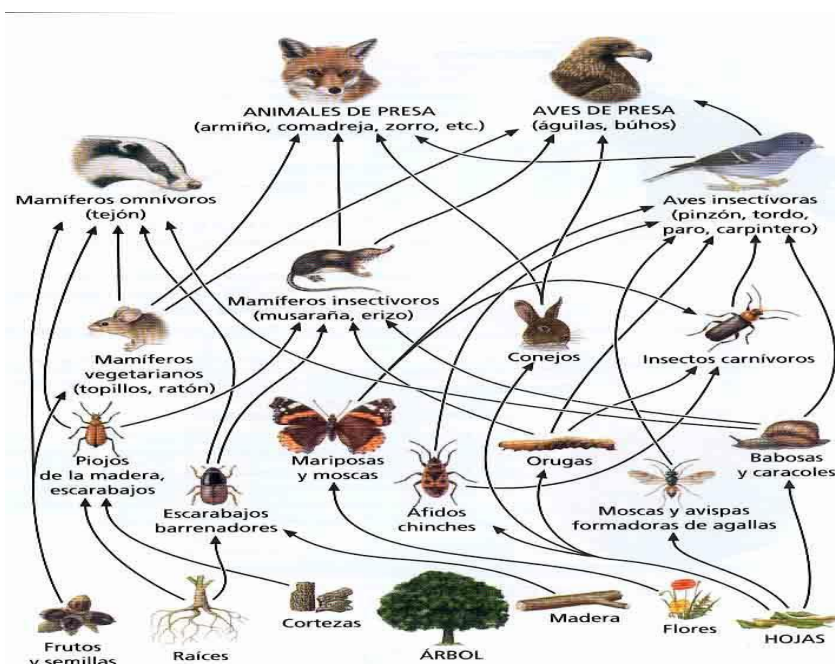 ANIMALES DE PRESA
(armiño, comadreja, zorro, etc.)
AVES DE PRESA
(águilas, búhos)
Mamíferos omnívoros
(tejón)
Aves insectívoras
(pinzón, tordo,
paro, carpintero)
Mamíferos insectívoros
(musaraña, erizo)
Mamíferos
vegetarianos
(topillos, ratón)
Conejos
Insectos carnívoros
Piojos
de la madera,
escarabajos
Escarabajos
barrenadores
Mariposas
y moscas
Áfidos
chinches
Orugas
Moscas y avispas
formadoras de agallas
Babosas
y caracoles
Frutos
y semillas
Raíces
Cortezas
ÁRBOL
Madera
Flores
HOJAS